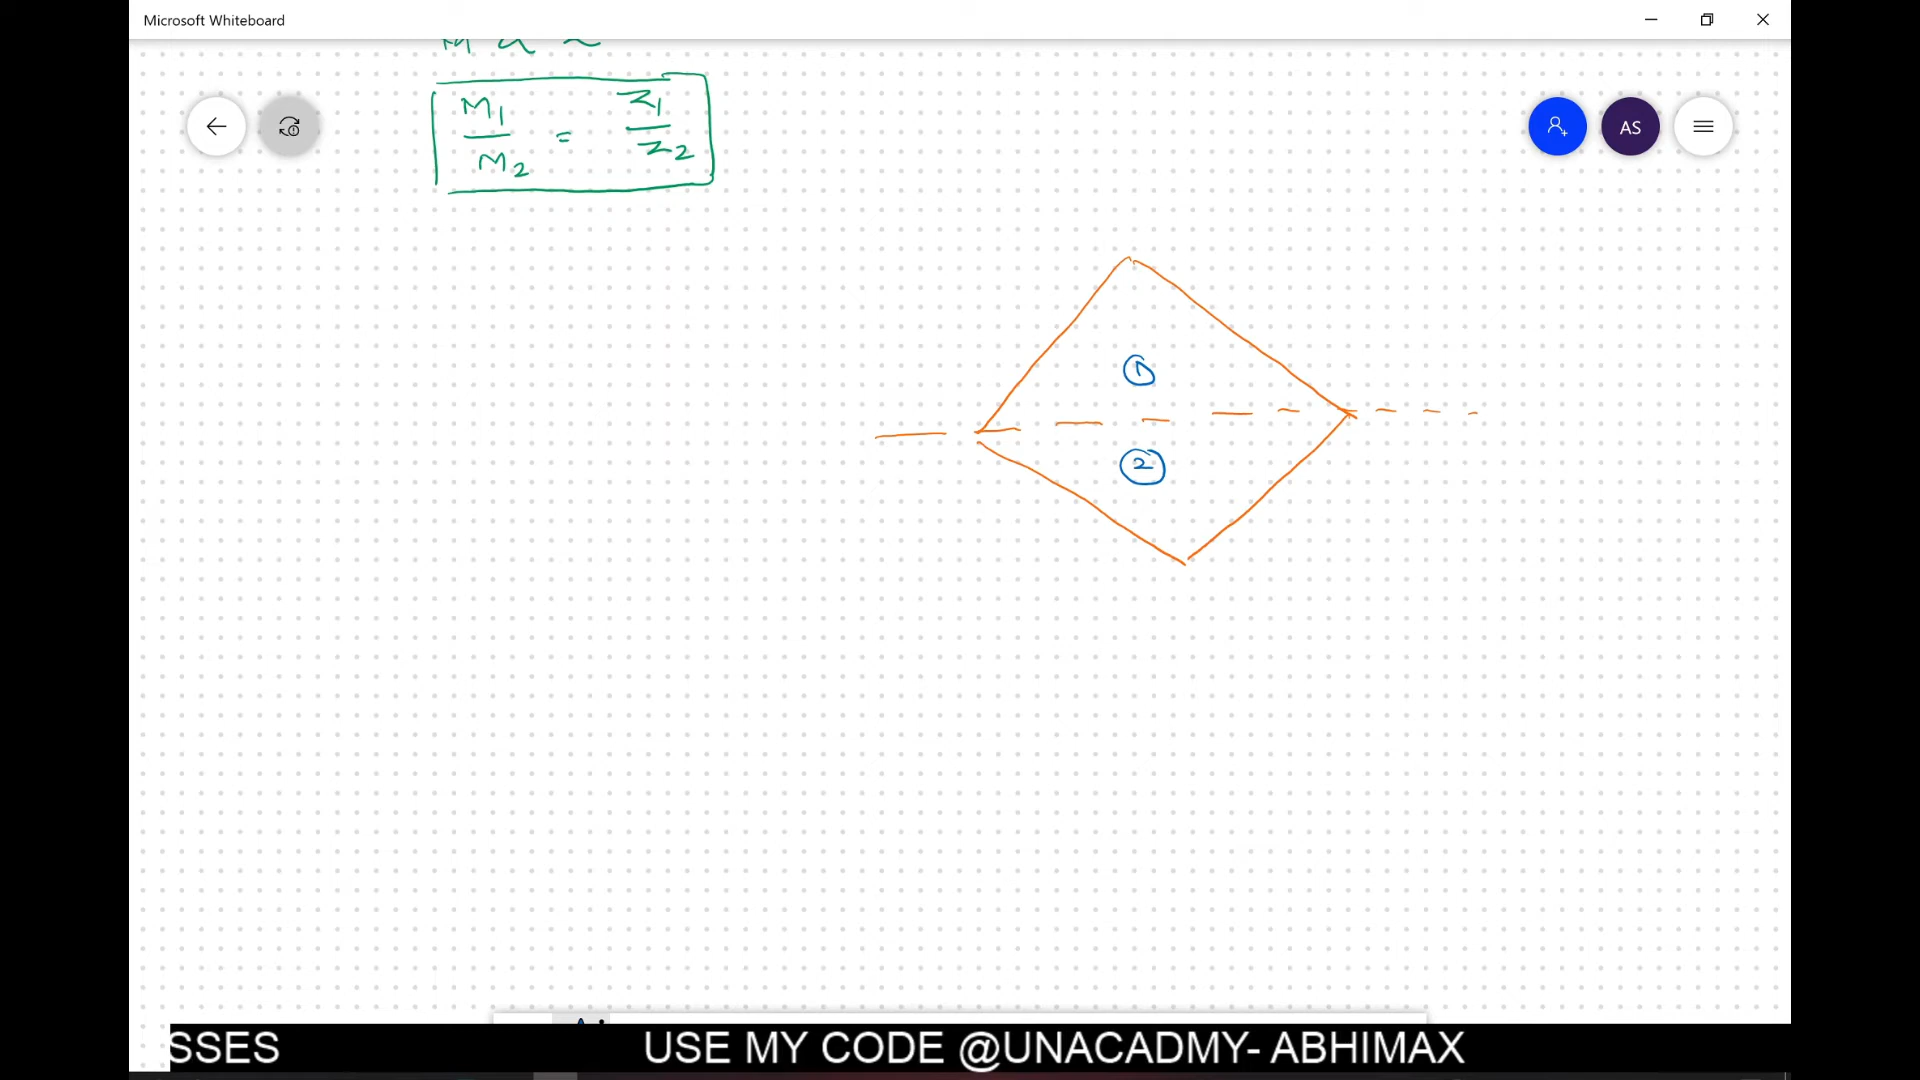 Microsoft Whiteboard
M α Z
M1/M2 = Z1/Z2
AS
1
2
SSES USE MY CODE @UNACADMY- ABHIMAX